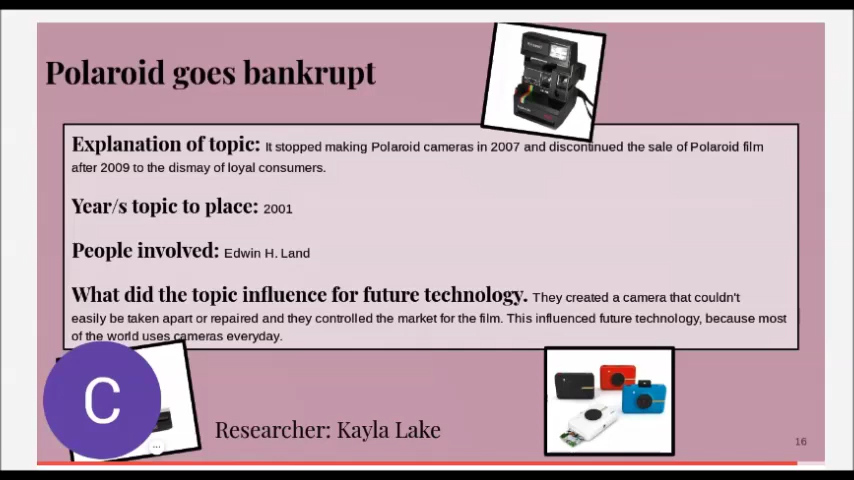 Polaroid goes bankrupt
Explanation of topic: It stopped making Polaroid cameras in 2007 and discontinued the sale of Polaroid film
after 2009 to the dismay of loyal consumers.
Year/s topic to place: 2001
People involved: Edwin H. Land
What did the topic influence for future technology. They created a camera that couldn't
easily be taken apart or repaired and they controlled the market for the film. This influenced future technology, because most
of the world uses cameras everyday.
C
Researcher: Kayla Lake
16